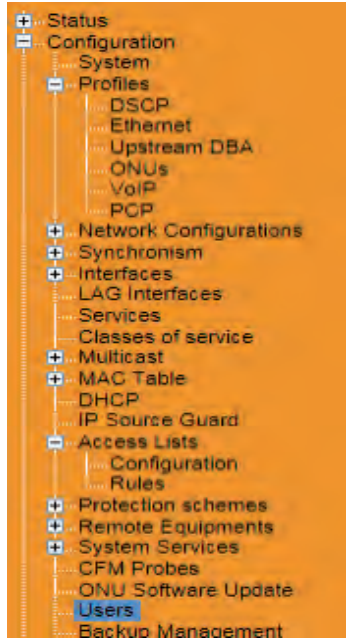 Status
Configuration
System
Profiles
DSCP
Ethernet
Upstream DBA
ONUs
VoIP
PCP
Network Configurations
Synchronism
Interfaces
LAG Interfaces
Services
Classes of service
Multicast
MAC Table
DHCP
IP Source Guard
Access Lists
Configuration
Rules
Protection schemes
Remote Equipments
System Services
CFM Probes
ONU Software Update
Users
Backup Management